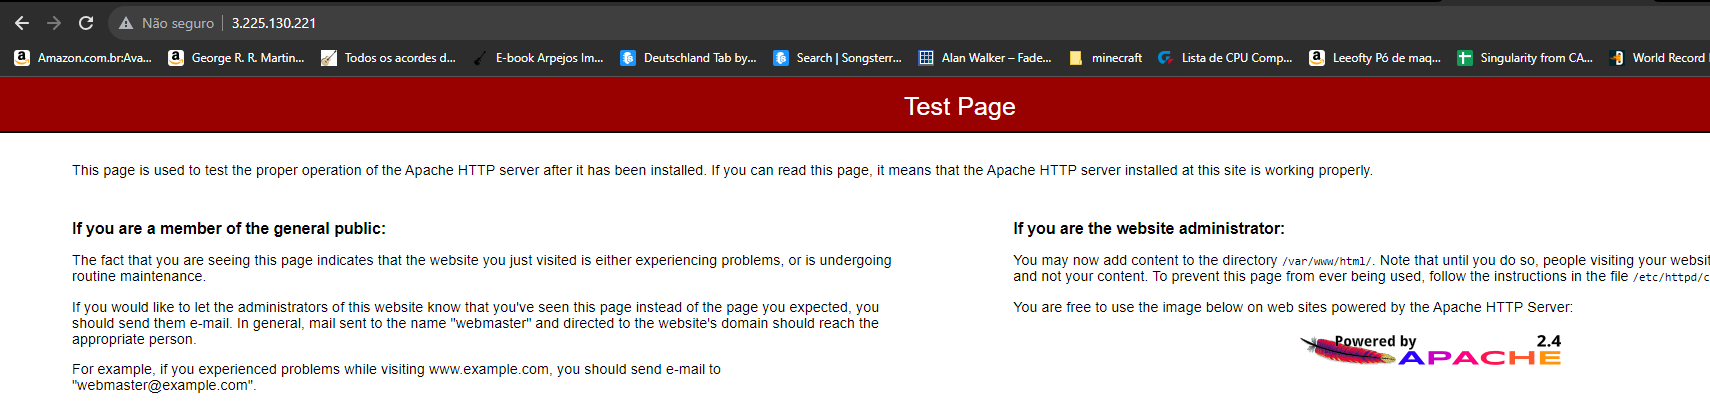 Não seguro 3.225.130.221
Amazon.com.br:Ava... George R. R. Martin... Todos os acordes d... E-book Arpejos Im... Deutschland Tab by... Search | Songsterr... Alan Walker – Fade... minecraft Lista de CPU Comp... Leeofty Pó de maq... Singularity from CA... World Record
Test Page
This page is used to test the proper operation of the Apache HTTP server after it has been installed. If you can read this page, it means that the Apache HTTP server installed at this site is working properly.
If you are a member of the general public:
The fact that you are seeing this page indicates that the website you just visited is either experiencing problems, or is undergoing
routine maintenance.
If you would like to let the administrators of this website know that you've seen this page instead of the page you expected, you
should send them e-mail. In general, mail sent to the name "webmaster" and directed to the website's domain should reach the
appropriate person.
For example, if you experienced problems while visiting www.example.com, you should send e-mail to
"webmaster@example.com".
If you are the website administrator:
You may now add content to the directory /var/www/html/. Note that until you do so, people visiting your websit
and not your content. To prevent this page from ever being used, follow the instructions in the file /etc/httpd/c
You are free to use the image below on web sites powered by the Apache HTTP Server:
Powered by 2.4
APACHE